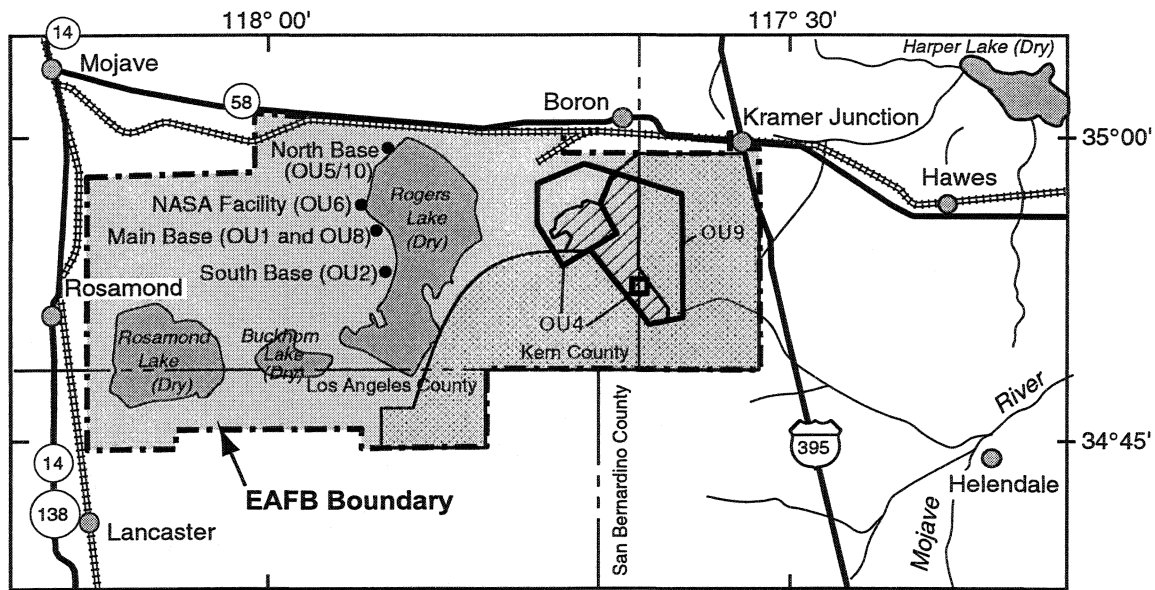 118° 00'
117° 30'
14
Mojave
Harper Lake (Dry)
58
Boron
Kramer Junction
35° 00'
North Base
(OU5/10)
Rogers
Lake
(Dry)
Hawes
NASA Facility (OU6)
Main Base (OU1 and OU8)
OU9
South Base (OU2)
Rosamond
OU4
Rosamond
Lake
(Dry)
Buckhorn
Lake
(Dry)
Kern County
Los Angeles County
San Bernardino County
River
Mojave
395
34° 45'
14
EAFB Boundary
Helendale
138
Lancaster